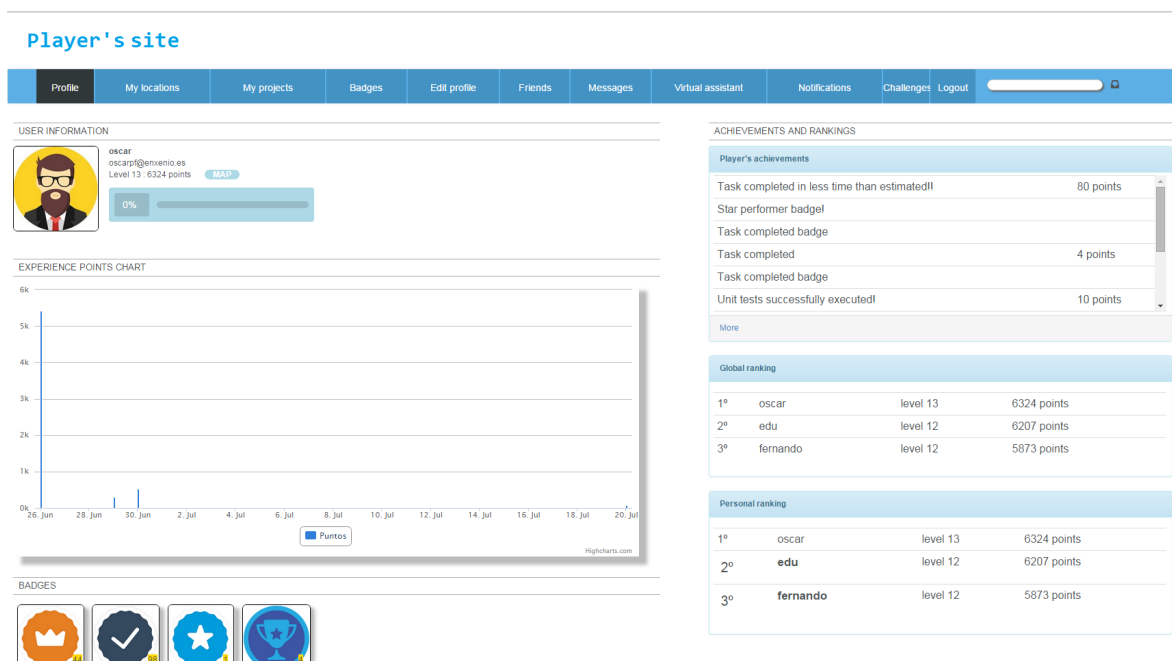 Player's site
Profile My locations My projects Badges Edit profile Friends Messages Virtual assistant Notifications Challenges Logout
USER INFORMATION
oscar
oscarpf@enxenio.es
Level 13 : 6324 points MAP
0%
EXPERIENCE POINTS CHART
6k
5k
4k
3k
2k
1k
0k
26. Jun 28. Jun 30. Jun 2. Jul 4. Jul 6. Jul 8. Jul 10. Jul 12. Jul 14. Jul 16. Jul 18. Jul 20. Jul
Puntos
Highcharts.com
BADGES
44 98 1 4
ACHIEVEMENTS AND RANKINGS
Player's achievements
Task completed in less time than estimated!! 80 points
Star performer badge!
Task completed badge
Task completed 4 points
Task completed badge
Unit tests successfully executed! 10 points
More
Global ranking
1º oscar level 13 6324 points
2º edu level 12 6207 points
3º fernando level 12 5873 points
Personal ranking
1º oscar level 13 6324 points
2º edu level 12 6207 points
3º fernando level 12 5873 points